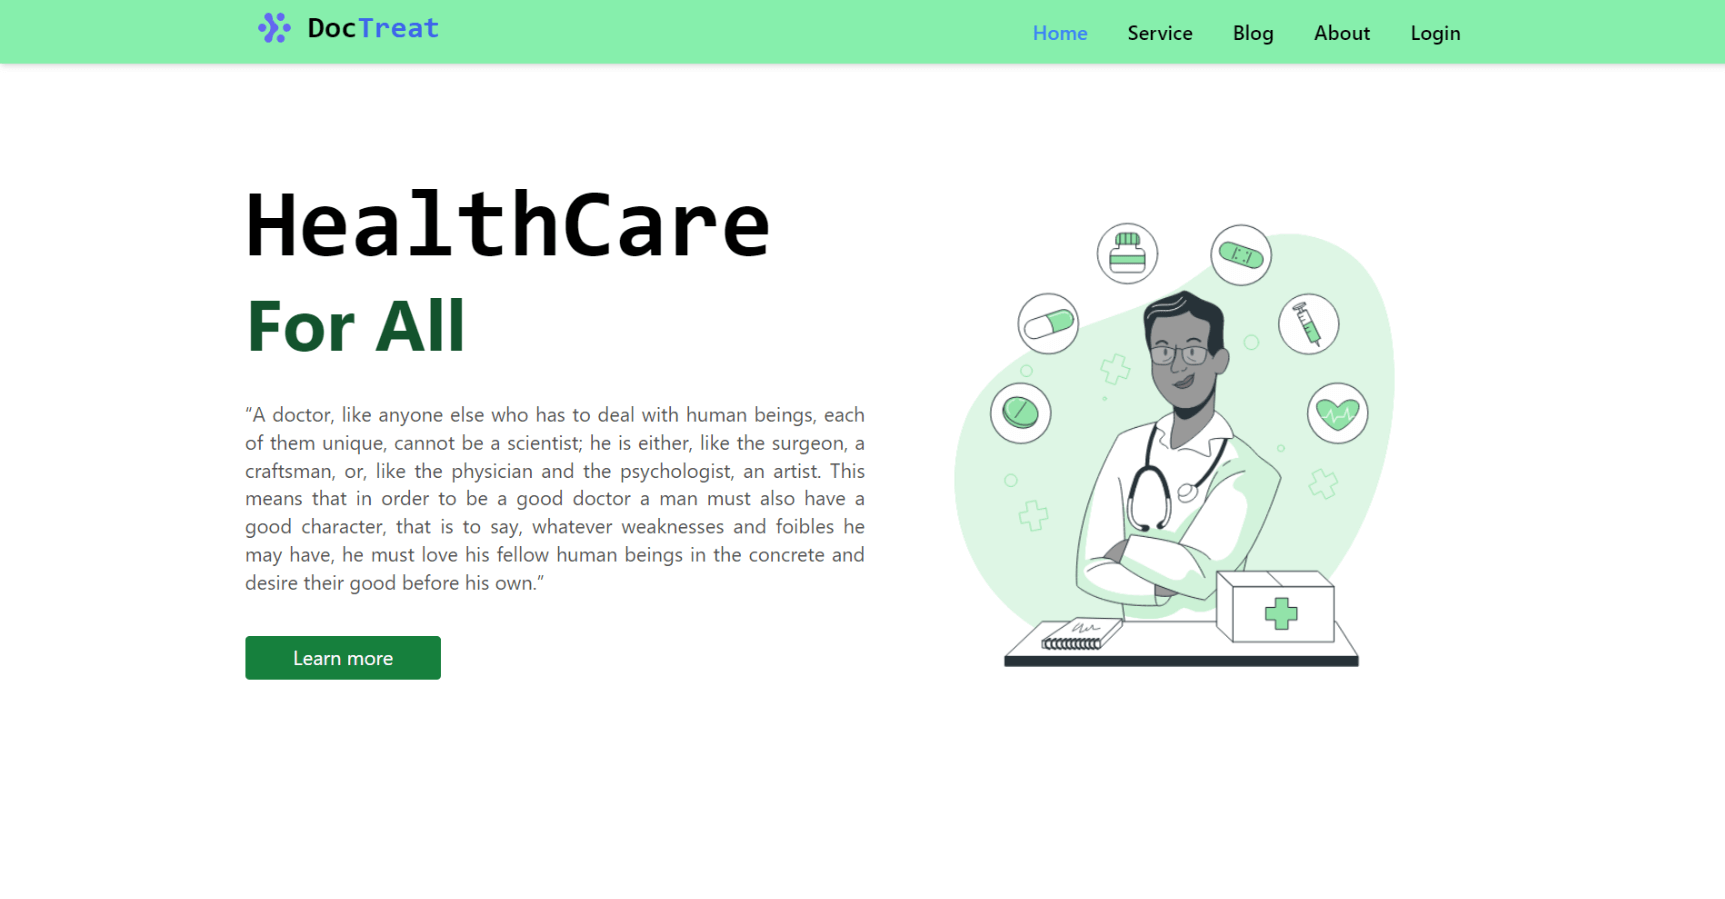 DocTreat
Home Service Blog About Login
HealthCare
For All
“A doctor, like anyone else who has to deal with human beings, each
of them unique, cannot be a scientist; he is either, like the surgeon, a
craftsman, or, like the physician and the psychologist, an artist. This
means that in order to be a good doctor a man must also have a
good character, that is to say, whatever weaknesses and foibles he
may have, he must love his fellow human beings in the concrete and
desire their good before his own.”
Learn more